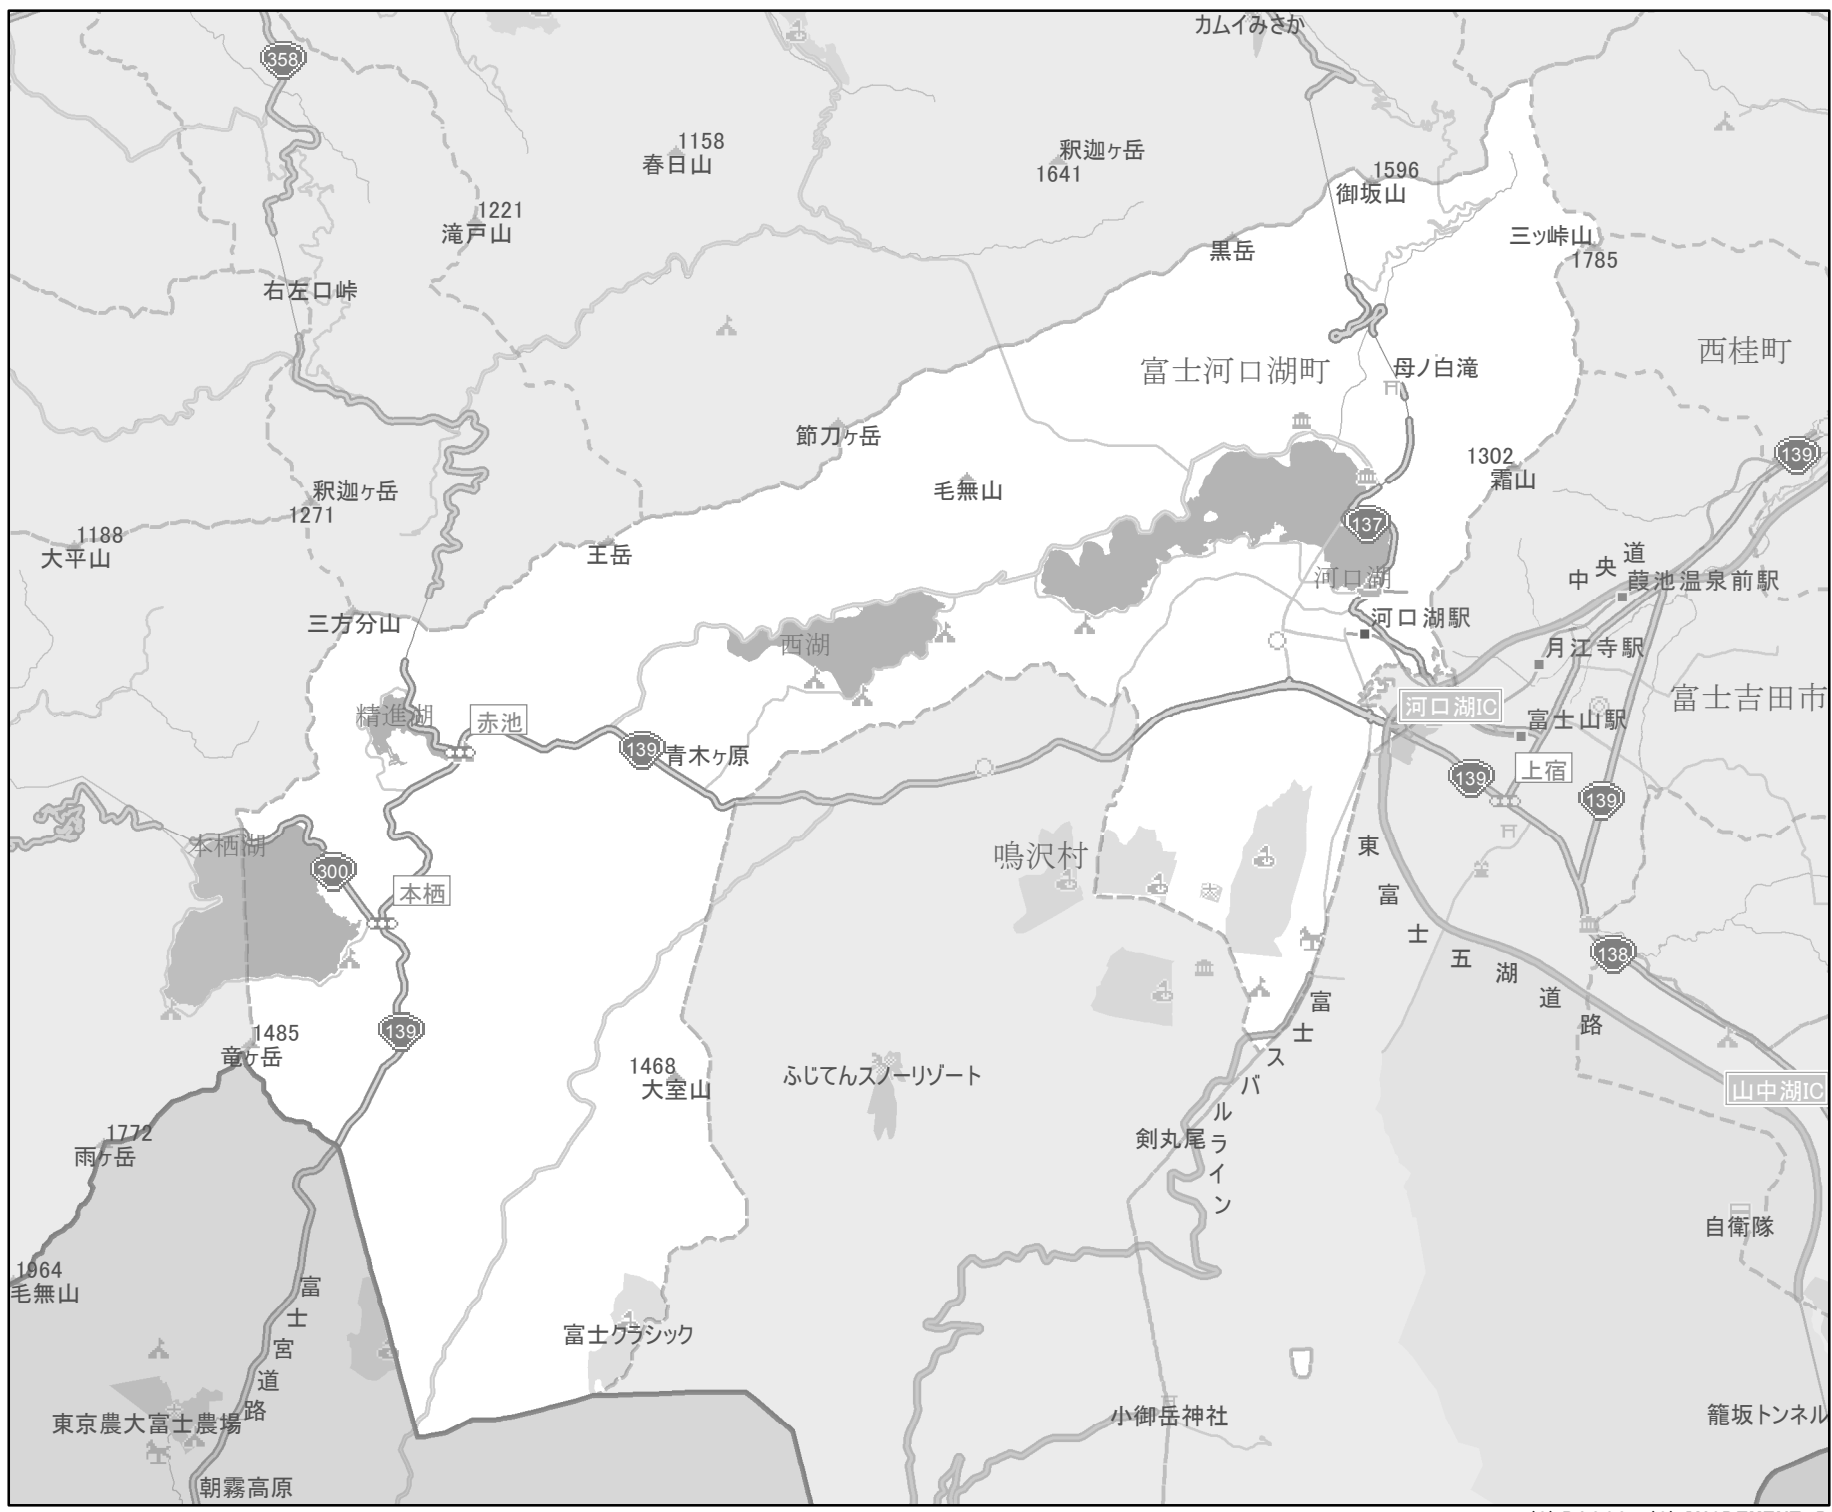 カムイみさか
358
1158
春日山
釈迦ヶ岳
1641
1596
御坂山
1221
滝戸山
三ッ峠山
1785
黒岳
右左口峠
西桂町
富士河口湖町
母ノ白滝
節刀ヶ岳
139
1302
霜山
毛無山
釈迦ヶ岳
1271
137
1188
大平山
王岳
中央道
河口湖
葭池温泉前駅
三方分山
河口湖駅
西湖
月江寺駅
富士吉田市
精進湖
赤池
河口湖IC
富士山駅
139
青木ヶ原
139
上宿
139
本栖湖
鳴沢村
300
本栖
東富士五湖道路
138
139
1485
竜ヶ岳
富士スバルライン
1468
大室山
ふじてんスノーリゾート
山中湖IC
1772
雨ヶ岳
剣丸尾
自衛隊
1964
毛無山
富士宮道路
富士クラシック
東京農大富士農場
小御岳神社
籠坂トンネル
朝霧高原